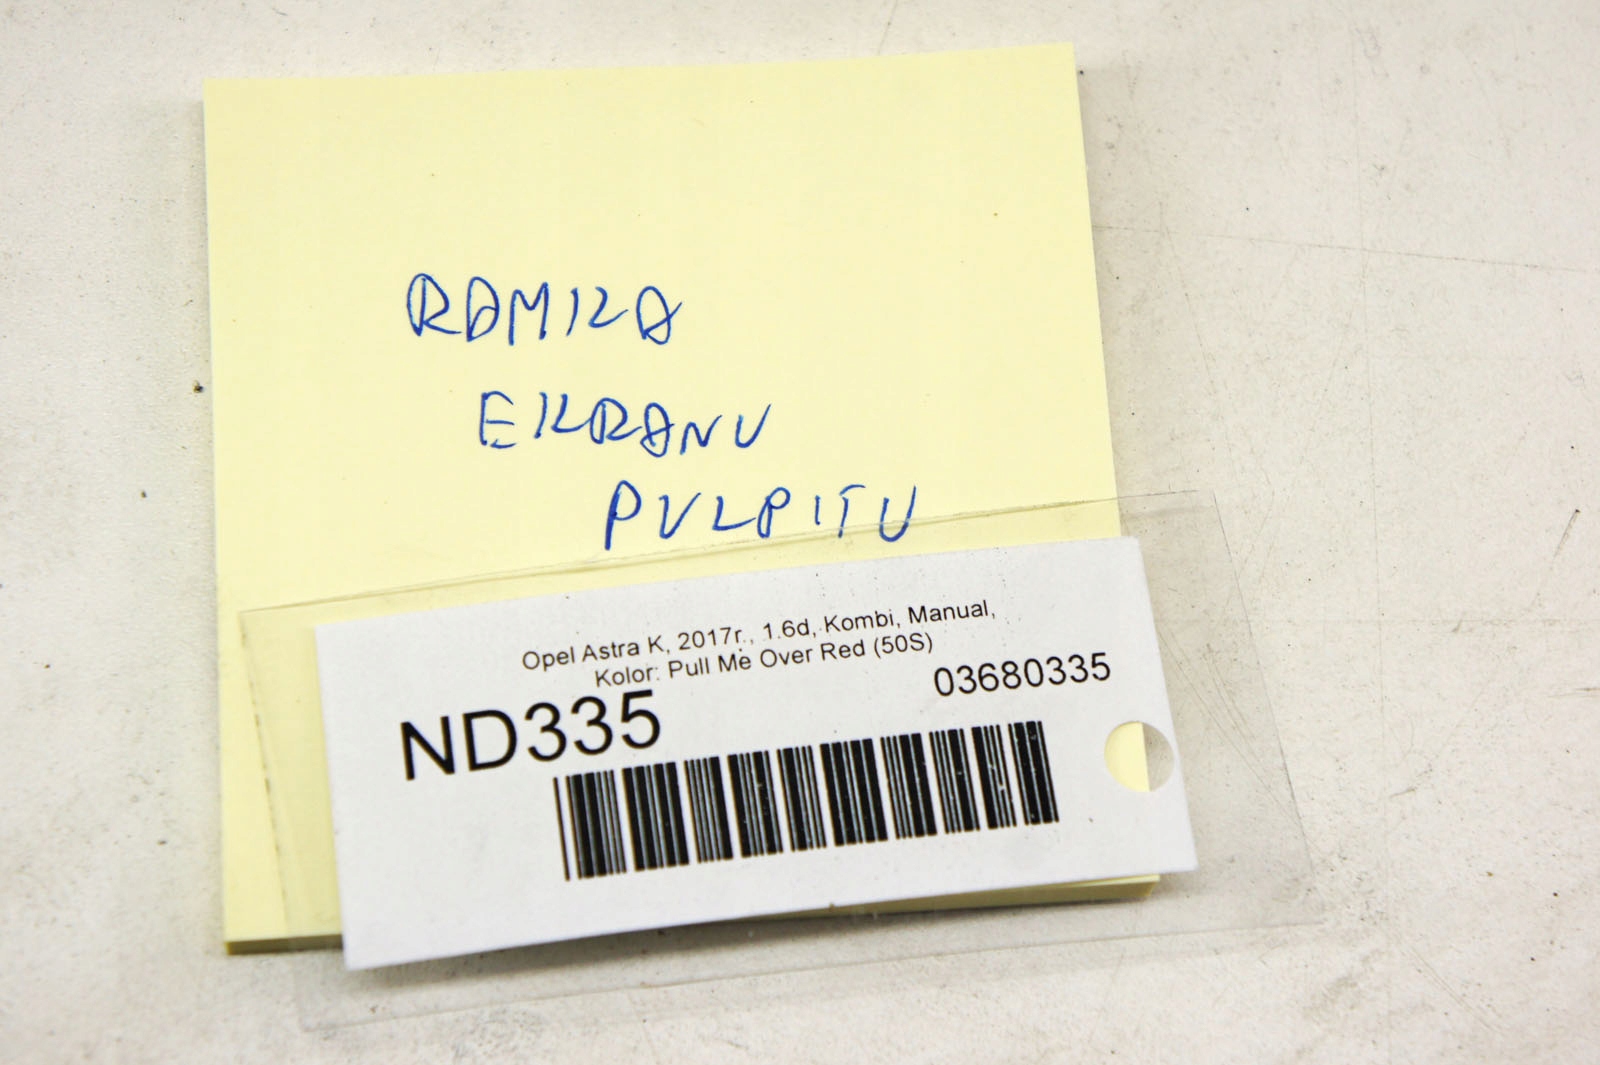 RAMKA
EKRANU
PULPITU
Opel Astra K, 2017r., 1.6d, Kombi, Manual,
Kolor: Pull Me Over Red (50S)
ND335
03680335